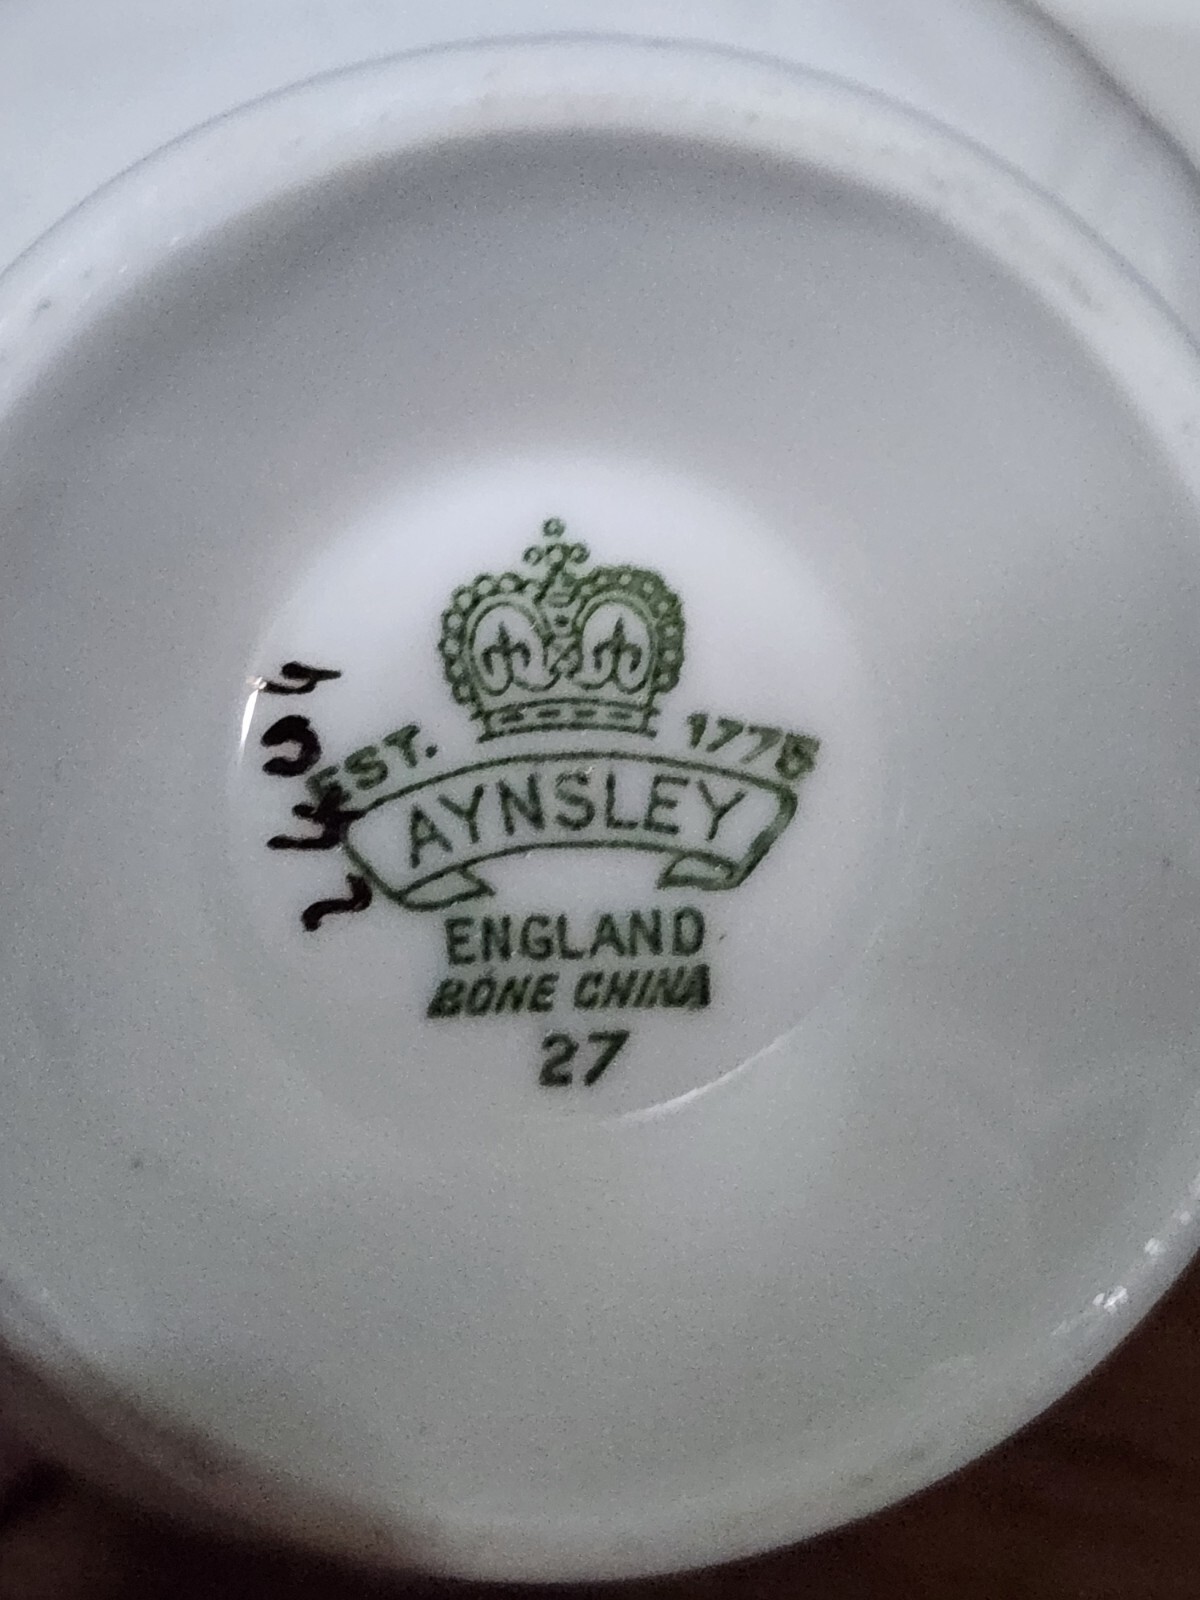 EST. 1775
AYNSLEY
ENGLAND
BONE CHINA
27